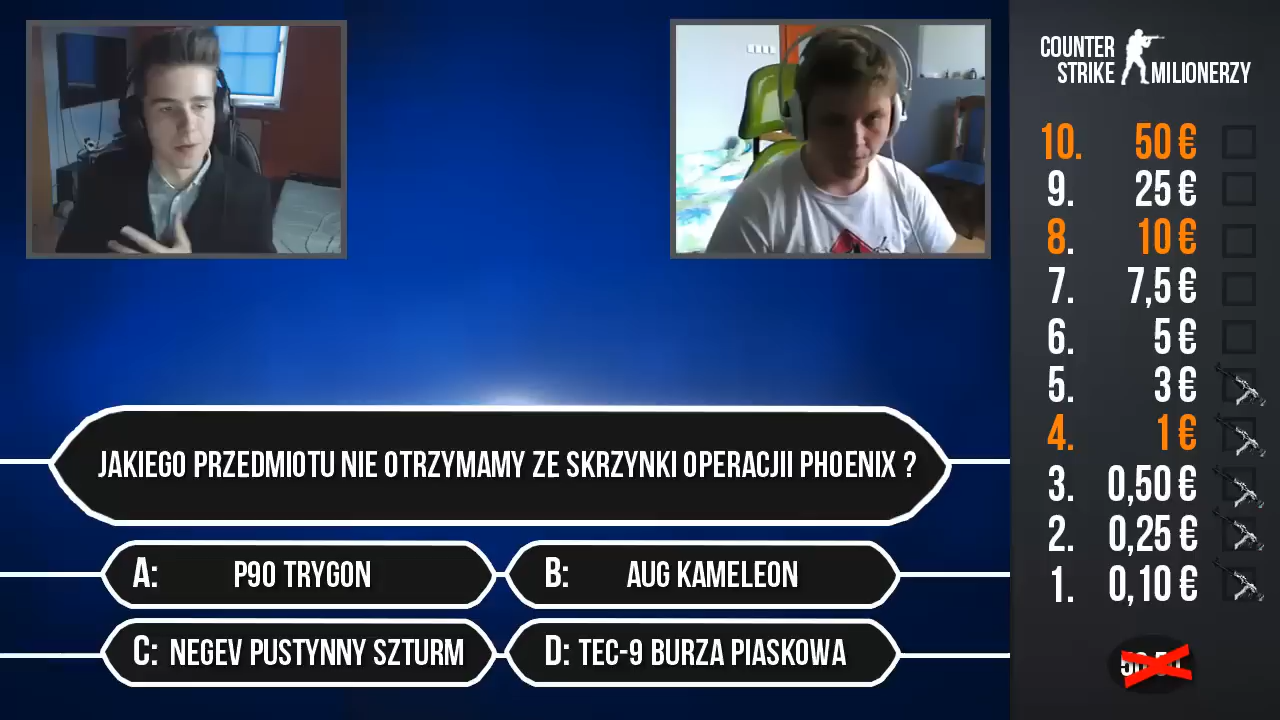 COUNTER
STRIKE MILIONERZY
10. 50 €
9. 25 €
8. 10 €
7. 7,5 €
6. 5 €
5. 3 €
4. 1 €
3. 0,50 €
2. 0,25 €
1. 0,10 €
JAKIEGO PRZEDMIOTU NIE OTRZYMAMY ZE SKRZYNKI OPERACJII PHOENIX ?
A: P90 TRYGON
B: AUG KAMELEON
C: NEGEV PUSTYNNY SZTURM
D: TEC-9 BURZA PIASKOWA